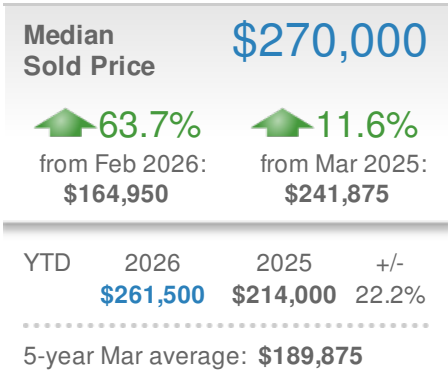 Median
Sold Price
$270,000
63.7% 11.6%
from Feb 2026: from Mar 2025:
$164,950 $241,875
YTD 2026 2025 +/-
$261,500 $214,000 22.2%
5-year Mar average: $189,875